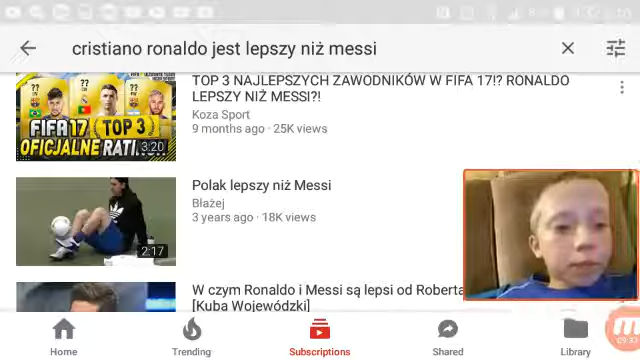 cristiano ronaldo jest lepszy niż messi
TOP 3 NAJLEPSZYCH ZAWODNIKÓW W FIFA 17!? RONALDO
LEPSZY NIŻ MESSI?!
Koza Sport
9 months ago · 25K views
?? ?? ??
FIFA17 TOP 3
OFICJALNE RATIN
3:20
Polak lepszy niż Messi
Błażej
3 years ago · 18K views
2:17
W czym Ronaldo i Messi są lepsi od Roberta
[Kuba Wojewódzki]
Home
Trending
Subscriptions
Shared
Library